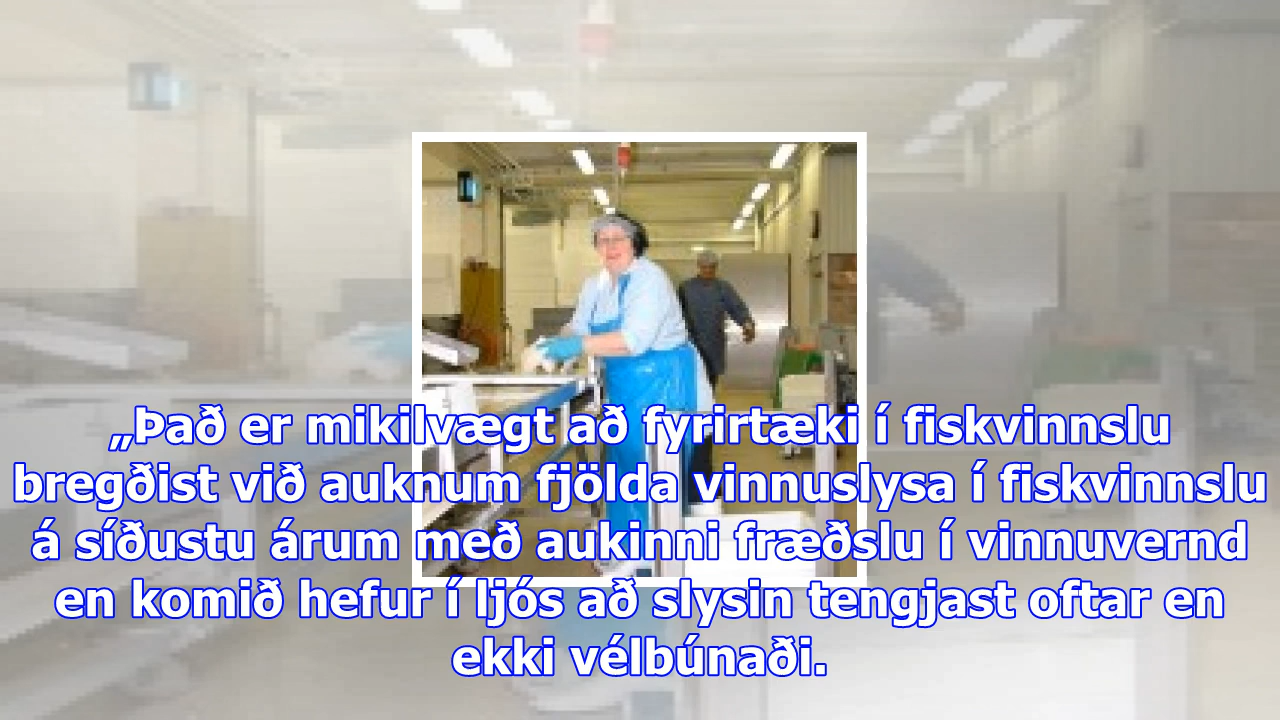 „Það er mikilvægt að fyrirtæki í fiskvinnslu
bregðist við auknum fjölda vinnuslysa í fiskvinnslu
á síðustu árum með aukinni fræðslu í vinnuvernd
en komið hefur í ljós að slysin tengjast oftar en
ekki vélbúnaði.